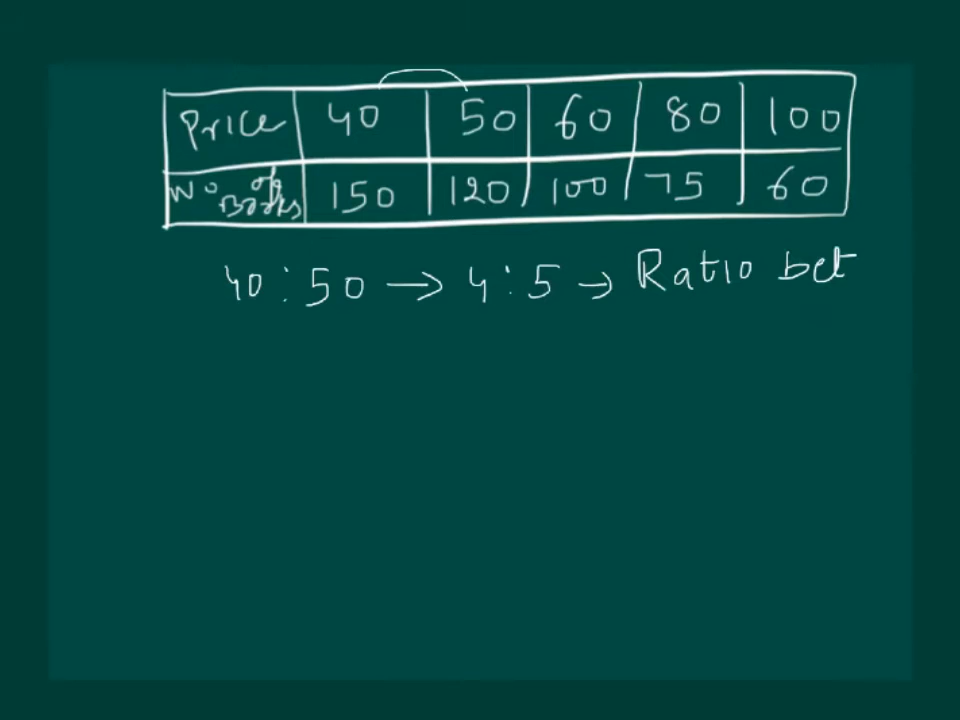 Price 40 50 60 80 100
No of Books 150 120 100 75 60
40 : 50 → 4 : 5 → Ratio bet